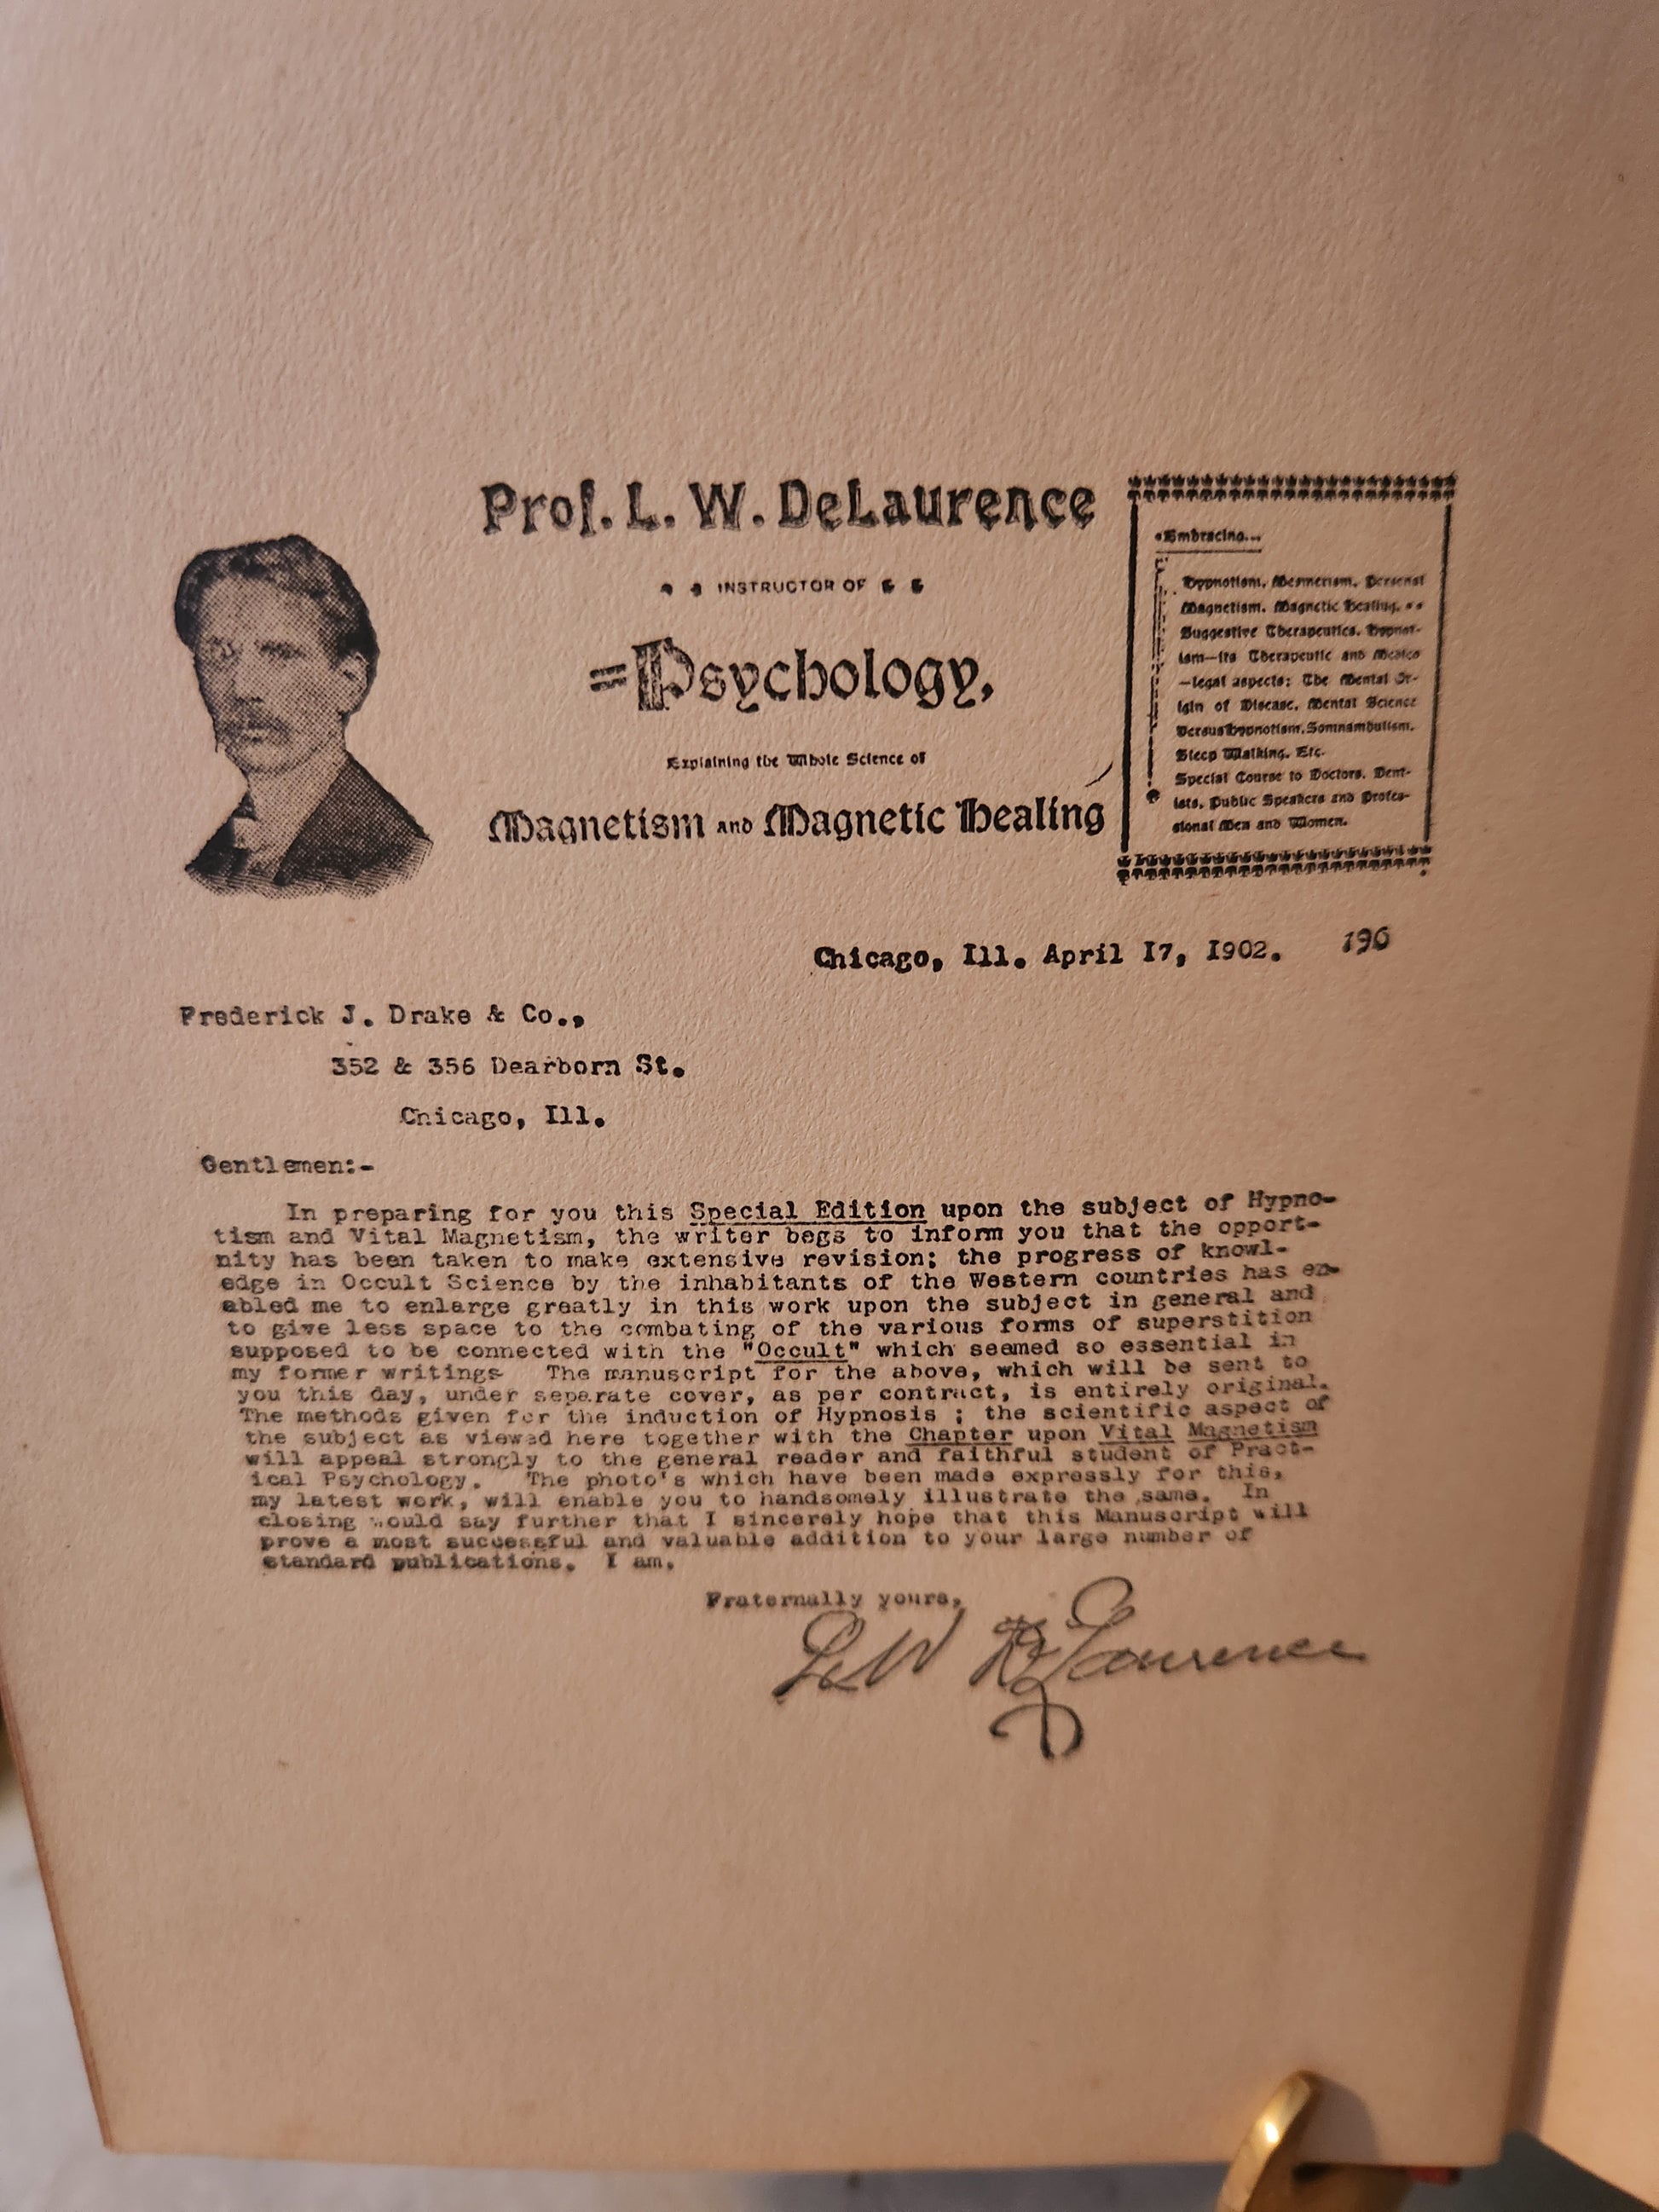 Prof. L. W. DeLaurence
INSTRUCTOR OF
Psychology,
Explaining the Whole Science of
Magnetism AND Magnetic Healing
Embracing...
Hypnotism, Mesmerism, Personal
Magnetism, Magnetic Healing,
Suggestive Therapeutics, Hypnot-
ism—its Therapeutic and Medico
—legal aspects; The Mental Or-
igin of Disease, Mental Science
versus Hypnotism, Somnambulism,
Sleep Walking, Etc.
Special Course to Doctors, Dent-
ists, Public Speakers and Profes-
sional Men and Women.
Chicago, Ill. April I7, I902. 190
Frederick J. Drake & Co.,
352 & 356 Dearborn St.
Chicago, Ill.
Gentlemen:-
In preparing for you this Special Edition upon the subject of Hypno-
tism and Vital Magnetism, the writer begs to inform you that the opport-
nity has been taken to make extensive revision; the progress of knowl-
edge in Occult Science by the inhabitants of the Western countries has en-
abled me to enlarge greatly in this work upon the subject in general and
to give less space to the combating of the various forms of superstition
supposed to be connected with the "Occult" which seemed so essential in
my former writings The manuscript for the above, which will be sent to
you this day, under separate cover, as per contract, is entirely original.
The methods given for the induction of Hypnosis ; the scientific aspect of
the subject as viewed here together with the Chapter upon Vital Magnetism
will appeal strongly to the general reader and faithful student of Pract-
ical Psychology. The photo's which have been made expressly for this,
my latest work, will enable you to handsomely illustrate the same. In
closing would say further that I sincerely hope that this Manuscript will
prove a most successful and valuable addition to your large number of
standard publications. I am,
Fraternally yours,
L. W. DeLaurence